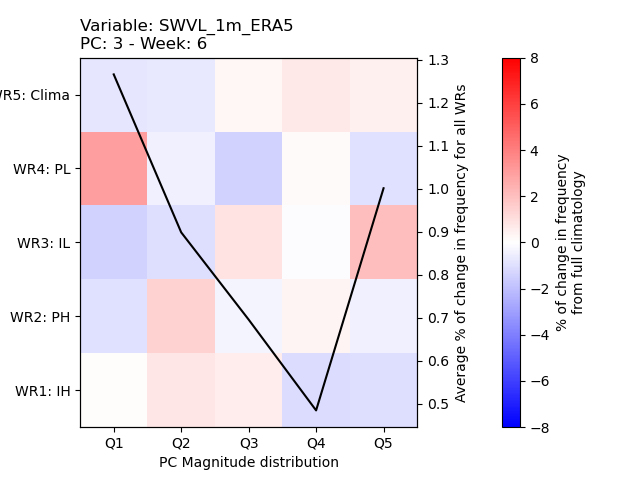 Variable: SWVL_1m_ERA5
PC: 3 - Week: 6
WR5: Clima
WR4: PL
WR3: IL
WR2: PH
WR1: IH
Q1 Q2 Q3 Q4 Q5
PC Magnitude distribution
1.3
1.2
1.1
1.0
0.9
0.8
0.7
0.6
0.5
Average % of change in frequency for all WRs
8
6
4
2
0
−2
−4
−6
−8
% of change in frequency
from full climatology